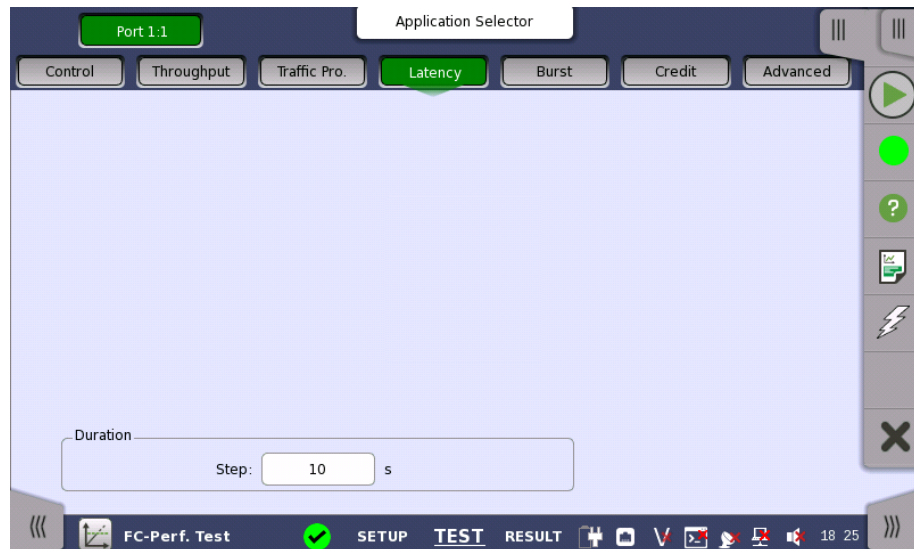 Port 1:1
Application Selector
Control Throughput Traffic Pro. Latency Burst Credit Advanced
?
Duration
Step: 10 s
FC-Perf. Test SETUP TEST RESULT 18 25